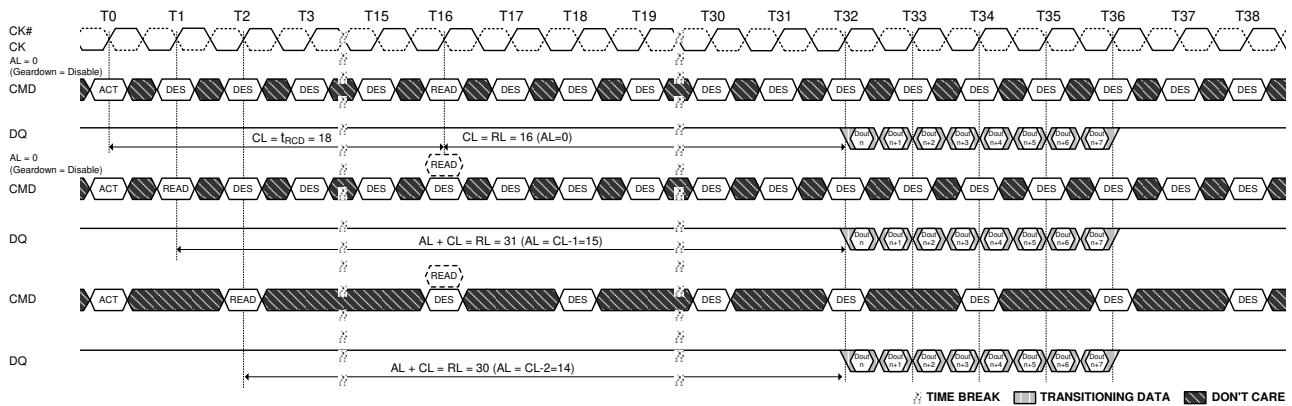 T0 T1 T2 T3 T15 T16 T17 T18 T19 T30 T31 T32 T33 T34 T35 T36 T37 T38
CK#
CK
AL = 0
(Geardown = Disable)
CMD ACT DES DES DES DES READ DES DES DES DES DES DES DES DES DES DES DES DES
DQ CL = tRCD = 18 CL = RL = 16 (AL=0) Dout n Dout n+1 Dout n+2 Dout n+3 Dout n+4 Dout n+5 Dout n+6 Dout n+7
AL = 0
(Geardown = Disable)
READ
CMD ACT READ DES DES DES DES DES DES DES DES DES DES DES DES DES DES DES DES
DQ AL + CL = RL = 31 (AL = CL-1=15) Dout n Dout n+1 Dout n+2 Dout n+3 Dout n+4 Dout n+5 Dout n+6 Dout n+7
READ
CMD ACT READ DES DES DES DES DES DES DES
DQ AL + CL = RL = 30 (AL = CL-2=14) Dout n Dout n+1 Dout n+2 Dout n+3 Dout n+4 Dout n+5 Dout n+6 Dout n+7
TIME BREAK TRANSITIONING DATA DON'T CARE